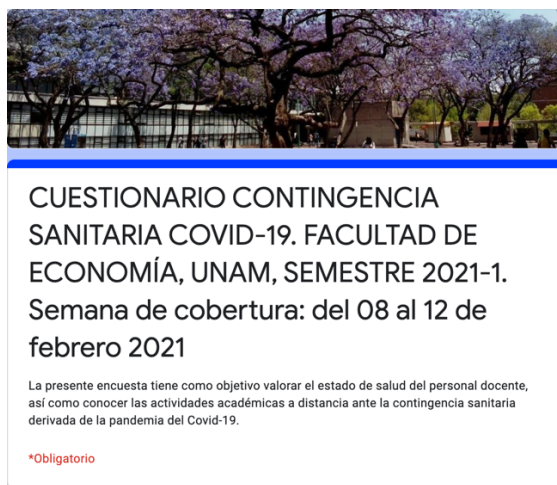 CUESTIONARIO CONTINGENCIA
SANITARIA COVID-19. FACULTAD DE
ECONOMÍA, UNAM, SEMESTRE 2021-1.
Semana de cobertura: del 08 al 12 de
febrero 2021
La presente encuesta tiene como objetivo valorar el estado de salud del personal docente,
así como conocer las actividades académicas a distancia ante la contingencia sanitaria
derivada de la pandemia del Covid-19.
*Obligatorio